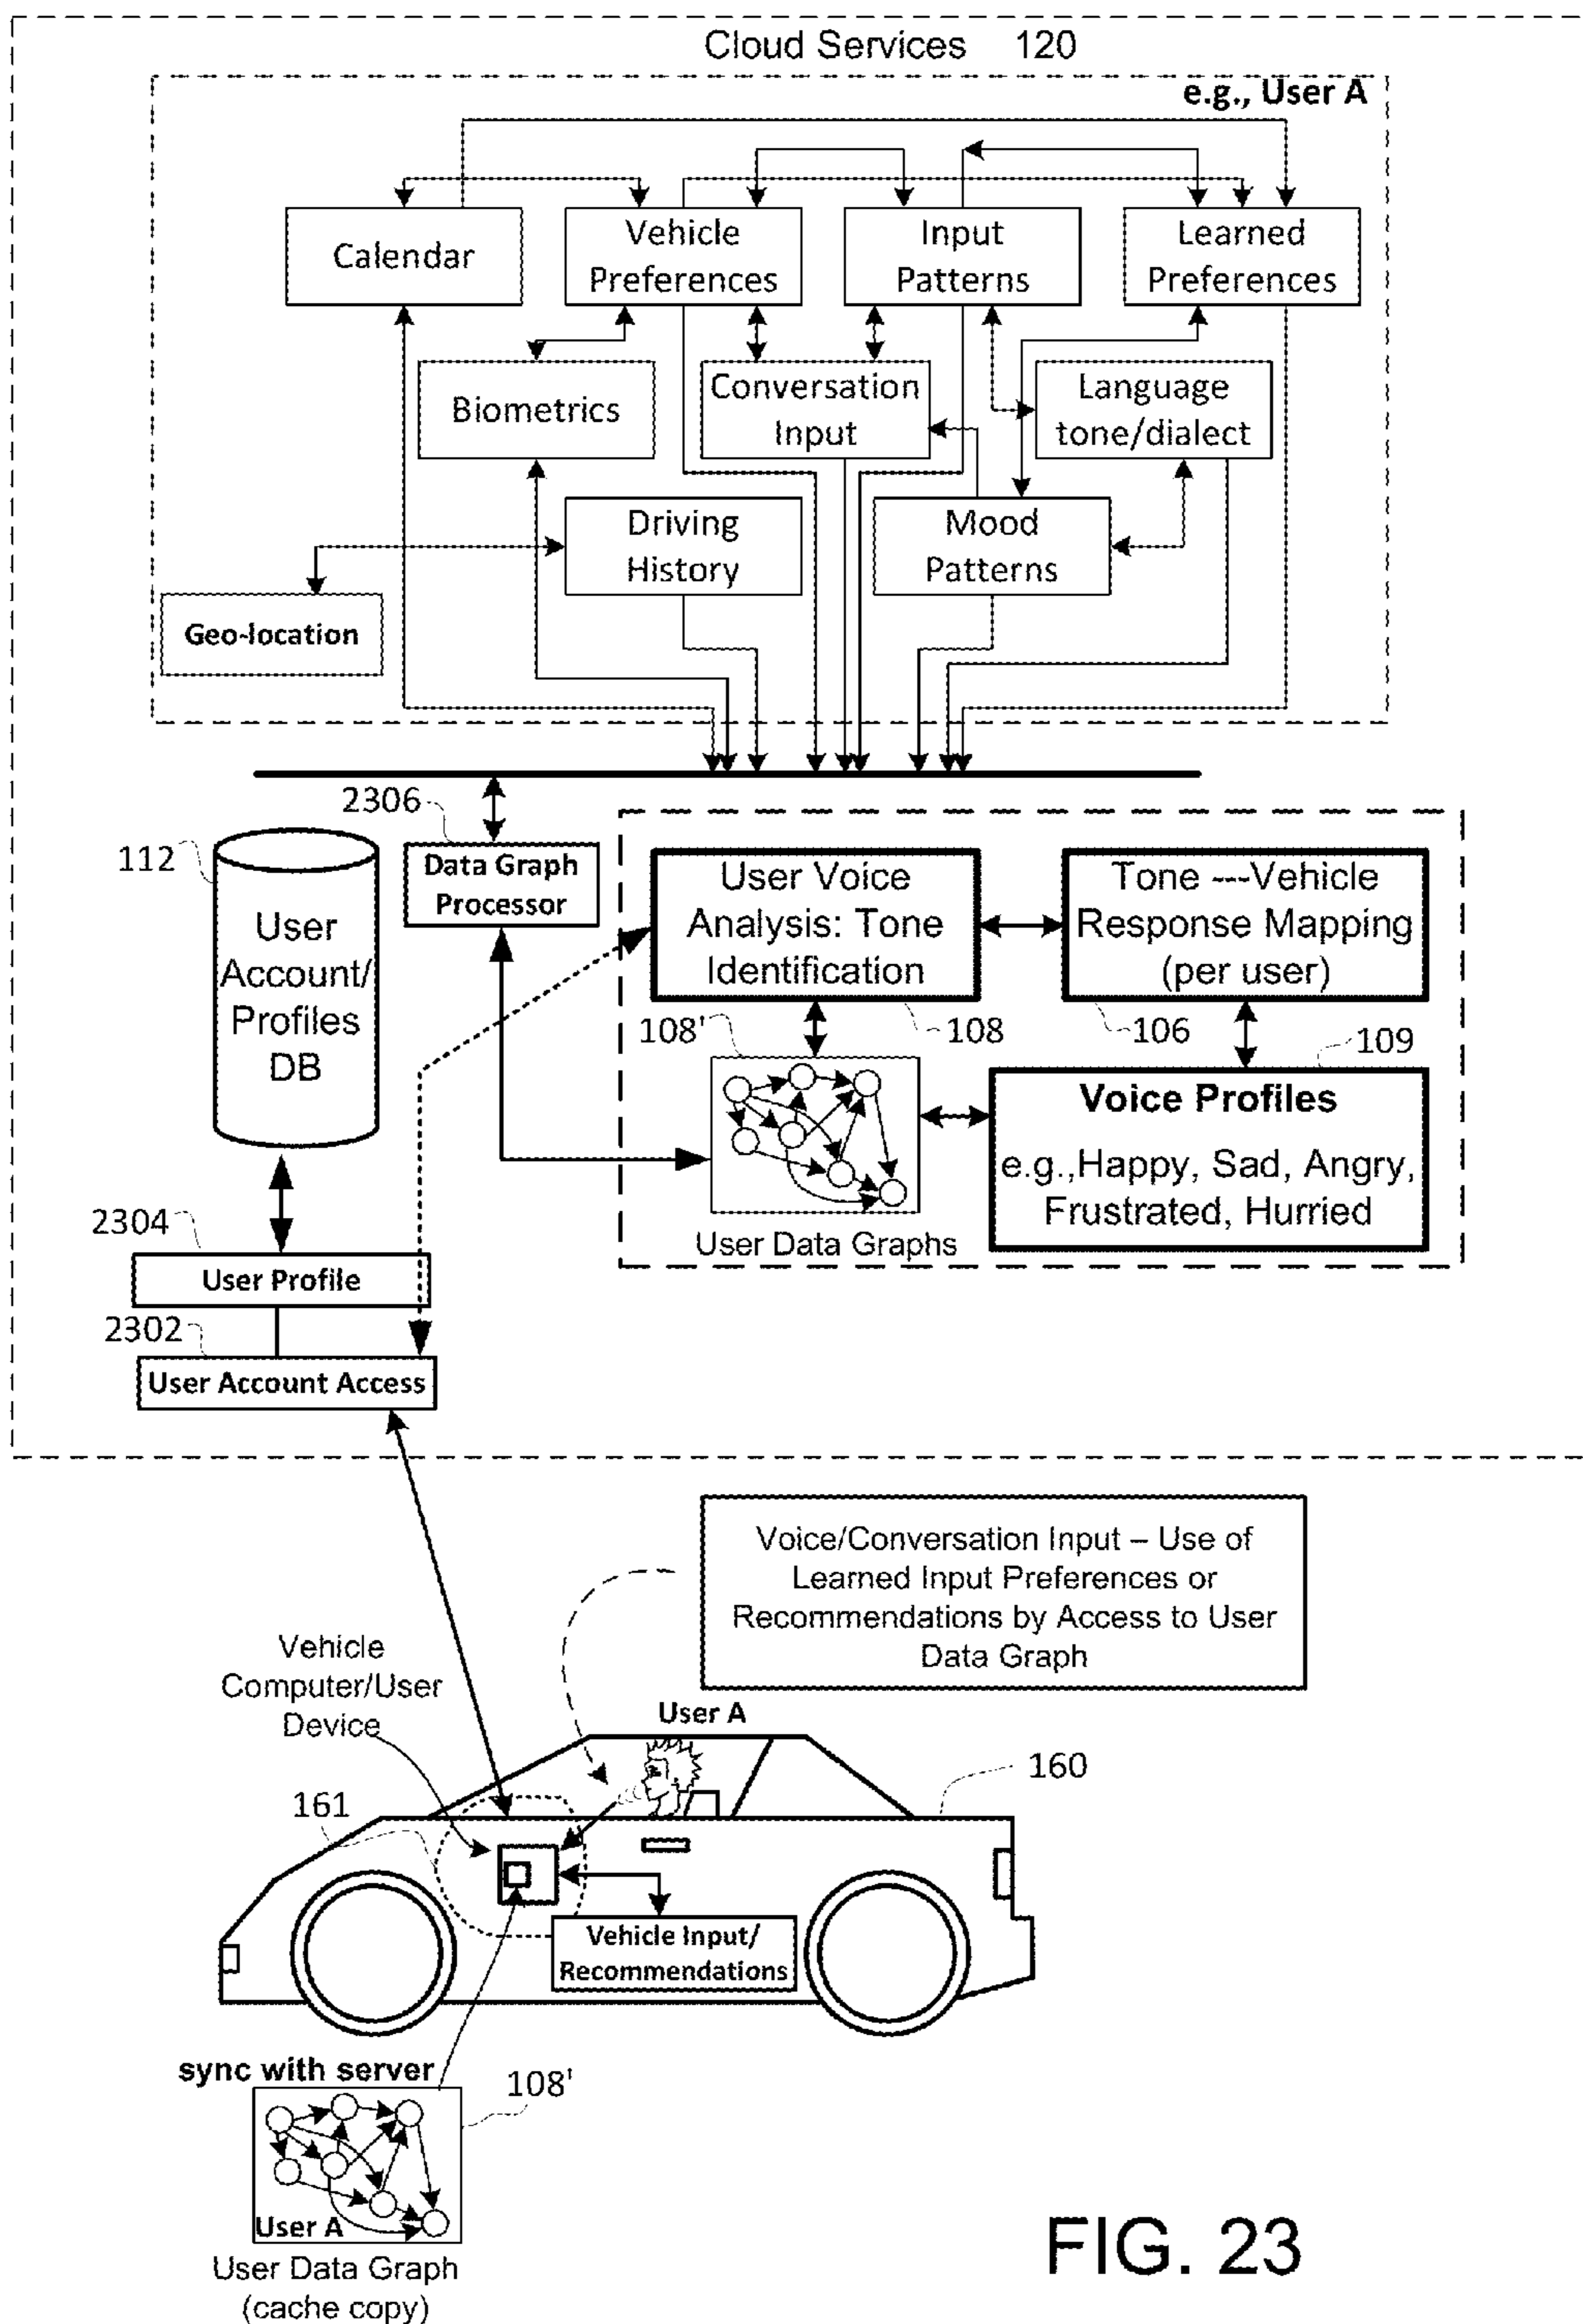 Cloud Services 120
e.g., User A
Calendar
Vehicle
Preferences
Input
Patterns
Learned
Preferences
Biometrics
Conversation
Input
Language
tone/dialect
Driving
History
Mood
Patterns
Geo-location
2306
112
User
Account/
Profiles
DB
Data Graph
Processor
User Voice
Analysis: Tone
Identification
Tone ---Vehicle
Response Mapping
(per user)
108'
108
106
109
Voice Profiles
e.g.,Happy, Sad, Angry,
Frustrated, Hurried
User Data Graphs
2304
User Profile
2302
User Account Access
Voice/Conversation Input – Use of
Learned Input Preferences or
Recommendations by Access to User
Data Graph
Vehicle
Computer/User
Device
User A
160
161
Vehicle Input/
Recommendations
sync with server
108'
User A
User Data Graph
(cache copy)
FIG. 23